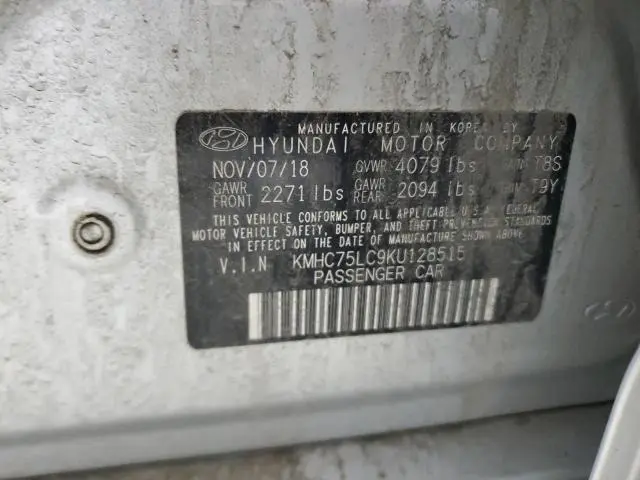 MANUFACTURED IN KOREA BY
HYUNDAI MOTOR COMPANY
NOV/07/18 GVWR 4079 lbs T8S
GAWR FRONT 2271 lbs GAWR REAR 2094 lbs T9Y
THIS VEHICLE CONFORMS TO ALL APPLICABLE U.S.A. FEDERAL
MOTOR VEHICLE SAFETY, BUMPER, AND THEFT PREVENTION STANDARDS
IN EFFECT ON THE DATE OF MANUFACTURE SHOWN ABOVE.
V.I.N KMHC75LC9KU128515
PASSENGER CAR